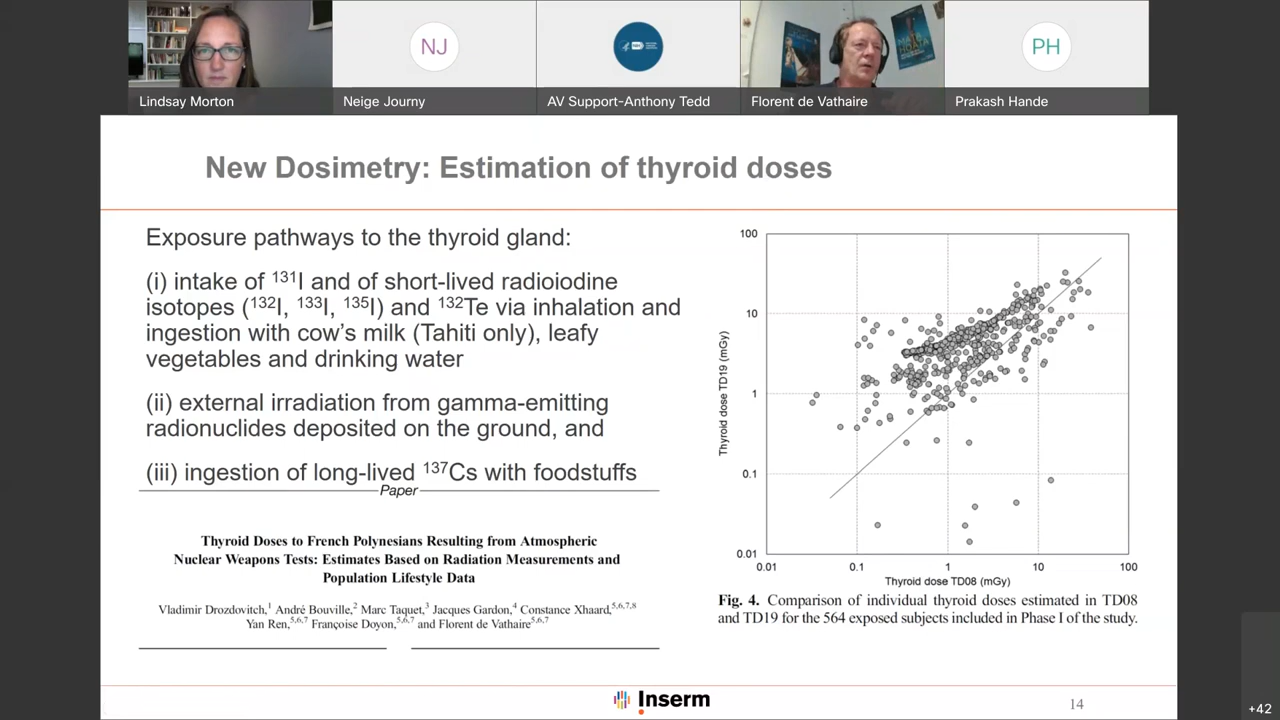 NJ
PH
Lindsay Morton
Neige Journy
AV Support-Anthony Tedd
Florent de Vathaire
Prakash Hande
New Dosimetry: Estimation of thyroid doses
Exposure pathways to the thyroid gland:
(i) intake of ¹³¹I and of short-lived radioiodine
isotopes (¹³²I, ¹³³I, ¹³⁵I) and ¹³²Te via inhalation and
ingestion with cow’s milk (Tahiti only), leafy
vegetables and drinking water
(ii) external irradiation from gamma-emitting
radionuclides deposited on the ground, and
(iii) ingestion of long-lived ¹³⁷Cs with foodstuffs
Paper
Thyroid Doses to French Polynesians Resulting from Atmospheric
Nuclear Weapons Tests: Estimates Based on Radiation Measurements and
Population Lifestyle Data
Vladimir Drozdovitch,¹ André Bouville,² Marc Taquet,³ Jacques Gardon,⁴ Constance Xhaard,⁵,⁶,⁷,⁸
Yan Ren,⁵,⁶,⁷ Françoise Doyon,⁵,⁶,⁷ and Florent de Vathaire⁵,⁶,⁷
Thyroid dose TD19 (mGy)
100
10
1
0.1
0.01
0.01 0.1 1 10 100
Thyroid dose TD08 (mGy)
Fig. 4. Comparison of individual thyroid doses estimated in TD08
and TD19 for the 564 exposed subjects included in Phase I of the study.
Inserm
14
+42